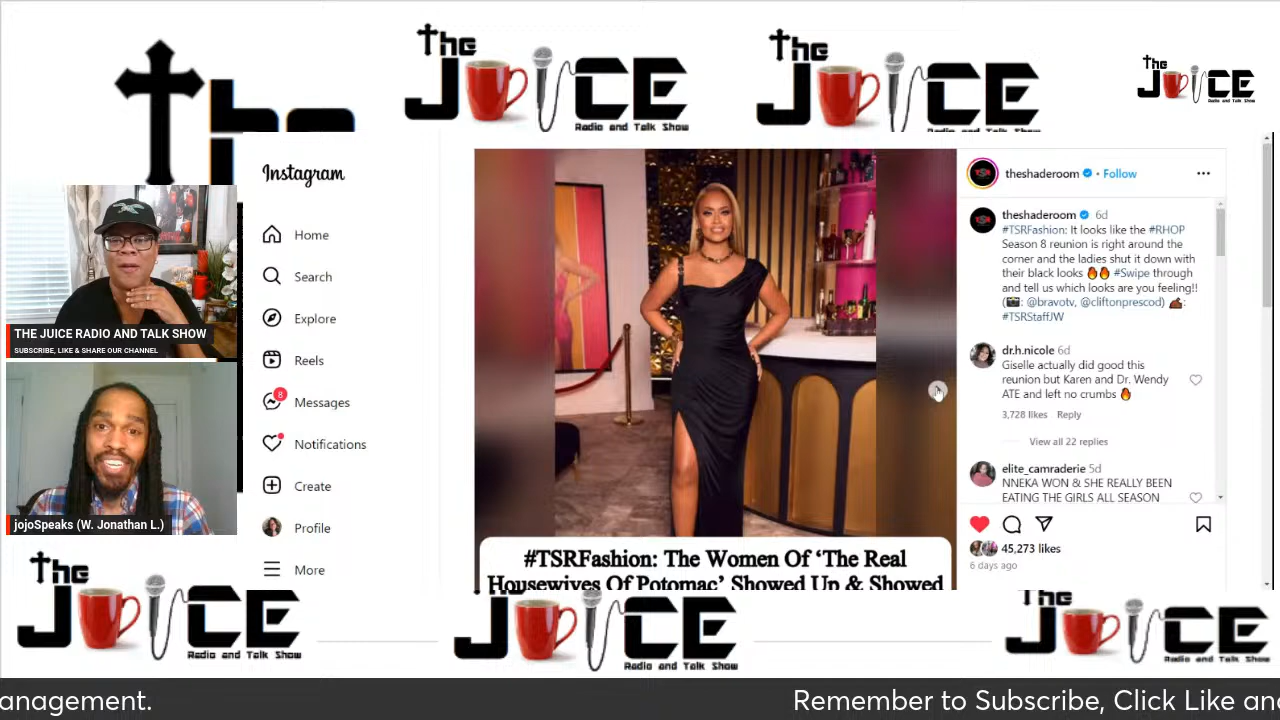 The
JUICE
Radio and Talk Show
The
JUICE
Radio and Talk Show
The
JUICE
Radio and Talk Show
The
Instagram
Home
Search
Explore
Reels
8
Messages
Notifications
Create
Profile
More
THE JUICE RADIO AND TALK SHOW
SUBSCRIBE, LIKE & SHARE OUR CHANNEL
jojoSpeaks (W. Jonathan L.)
#TSRFashion: The Women Of ‘The Real
Housewives Of Potomac’ Showed Up & Showed
TSR
theshaderoom • Follow
TSR
theshaderoom 6d
#TSRFashion: It looks like the #RHOP
Season 8 reunion is right around the
corner and the ladies shut it down with
their black looks 🔥🔥 #Swipe through
and tell us which looks are you feeling!!
(📸: @bravotv, @cliftonprescod) ✍🏾:
#TSRStaffJW
dr.h.nicole 6d
Giselle actually did good this
reunion but Karen and Dr. Wendy
ATE and left no crumbs 🔥
3,728 likes Reply
View all 22 replies
elite_camraderie 5d
NNEKA WON & SHE REALLY BEEN
EATING THE GIRLS ALL SEASON
45,273 likes
6 days ago
The
JUICE
Radio and Talk Show
JUICE
Radio and Talk Show
The
JUICE
Radio and Talk Show
anagement.
Remember to Subscribe, Click Like and